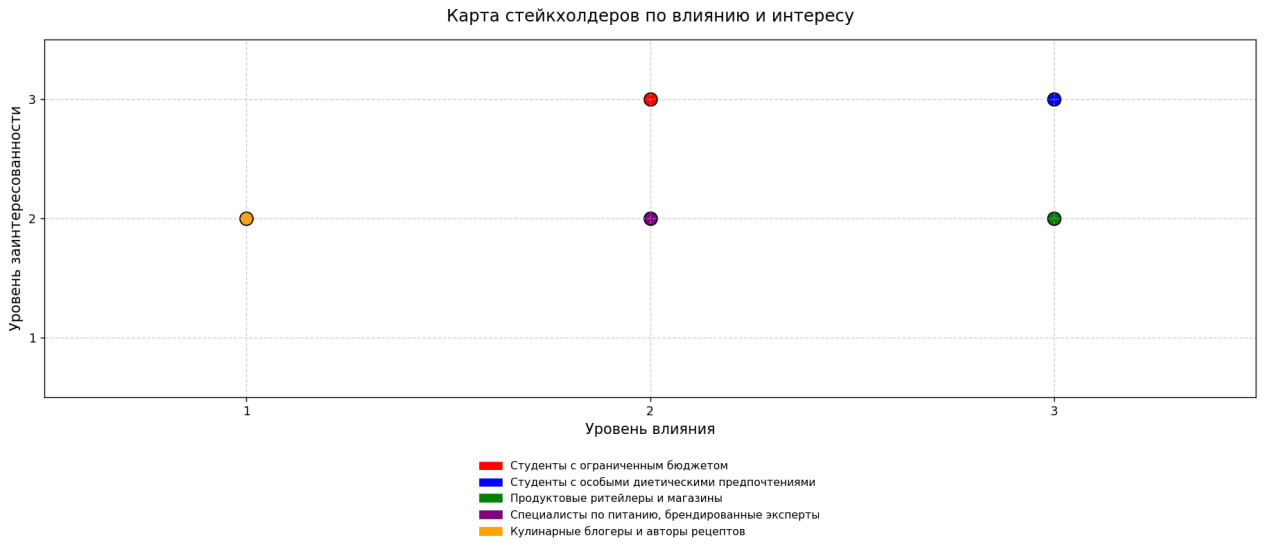 Карта стейкхолдеров по влиянию и интересу
Уровень заинтересованности
3
2
1
1
2
3
Уровень влияния
Студенты с ограниченным бюджетом
Студенты с особыми диетическими предпочтениями
Продуктовые ритейлеры и магазины
Специалисты по питанию, брендированные эксперты
Кулинарные блогеры и авторы рецептов